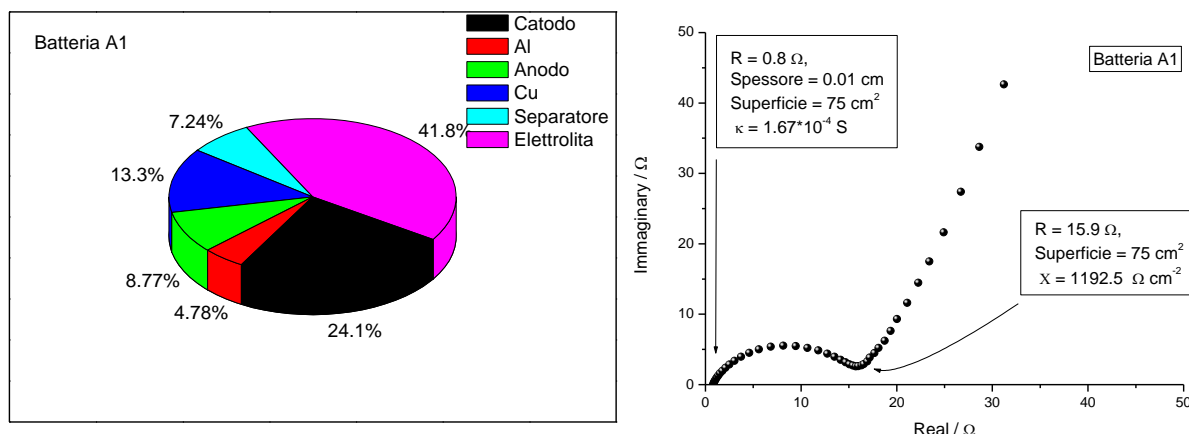 Batteria A1
Catodo
Al
Anodo
Cu
Separatore
Elettrolita
7.24%
41.8%
13.3%
8.77%
4.78%
24.1%
50
40
30
20
10
0
Immaginary / Ω
R = 0.8 Ω,
Spessore = 0.01 cm
Superficie = 75 cm²
κ = 1.67*10⁻⁴ S
Batteria A1
R = 15.9 Ω,
Superficie = 75 cm²
Χ = 1192.5 Ω cm⁻²
0 10 20 30 40 50
Real / Ω